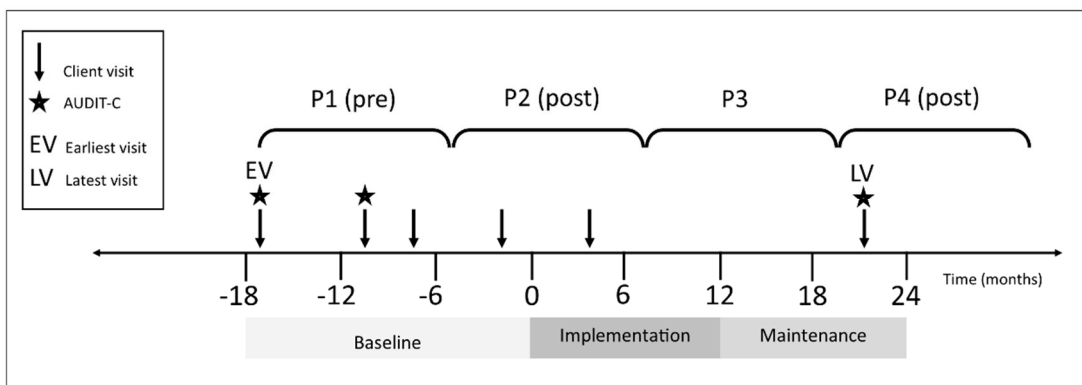 Client visit
AUDIT-C
EV Earliest visit
LV Latest visit
P1 (pre) P2 (post) P3 P4 (post)
EV LV
-18 -12 -6 0 6 12 18 24 Time (months)
Baseline Implementation Maintenance